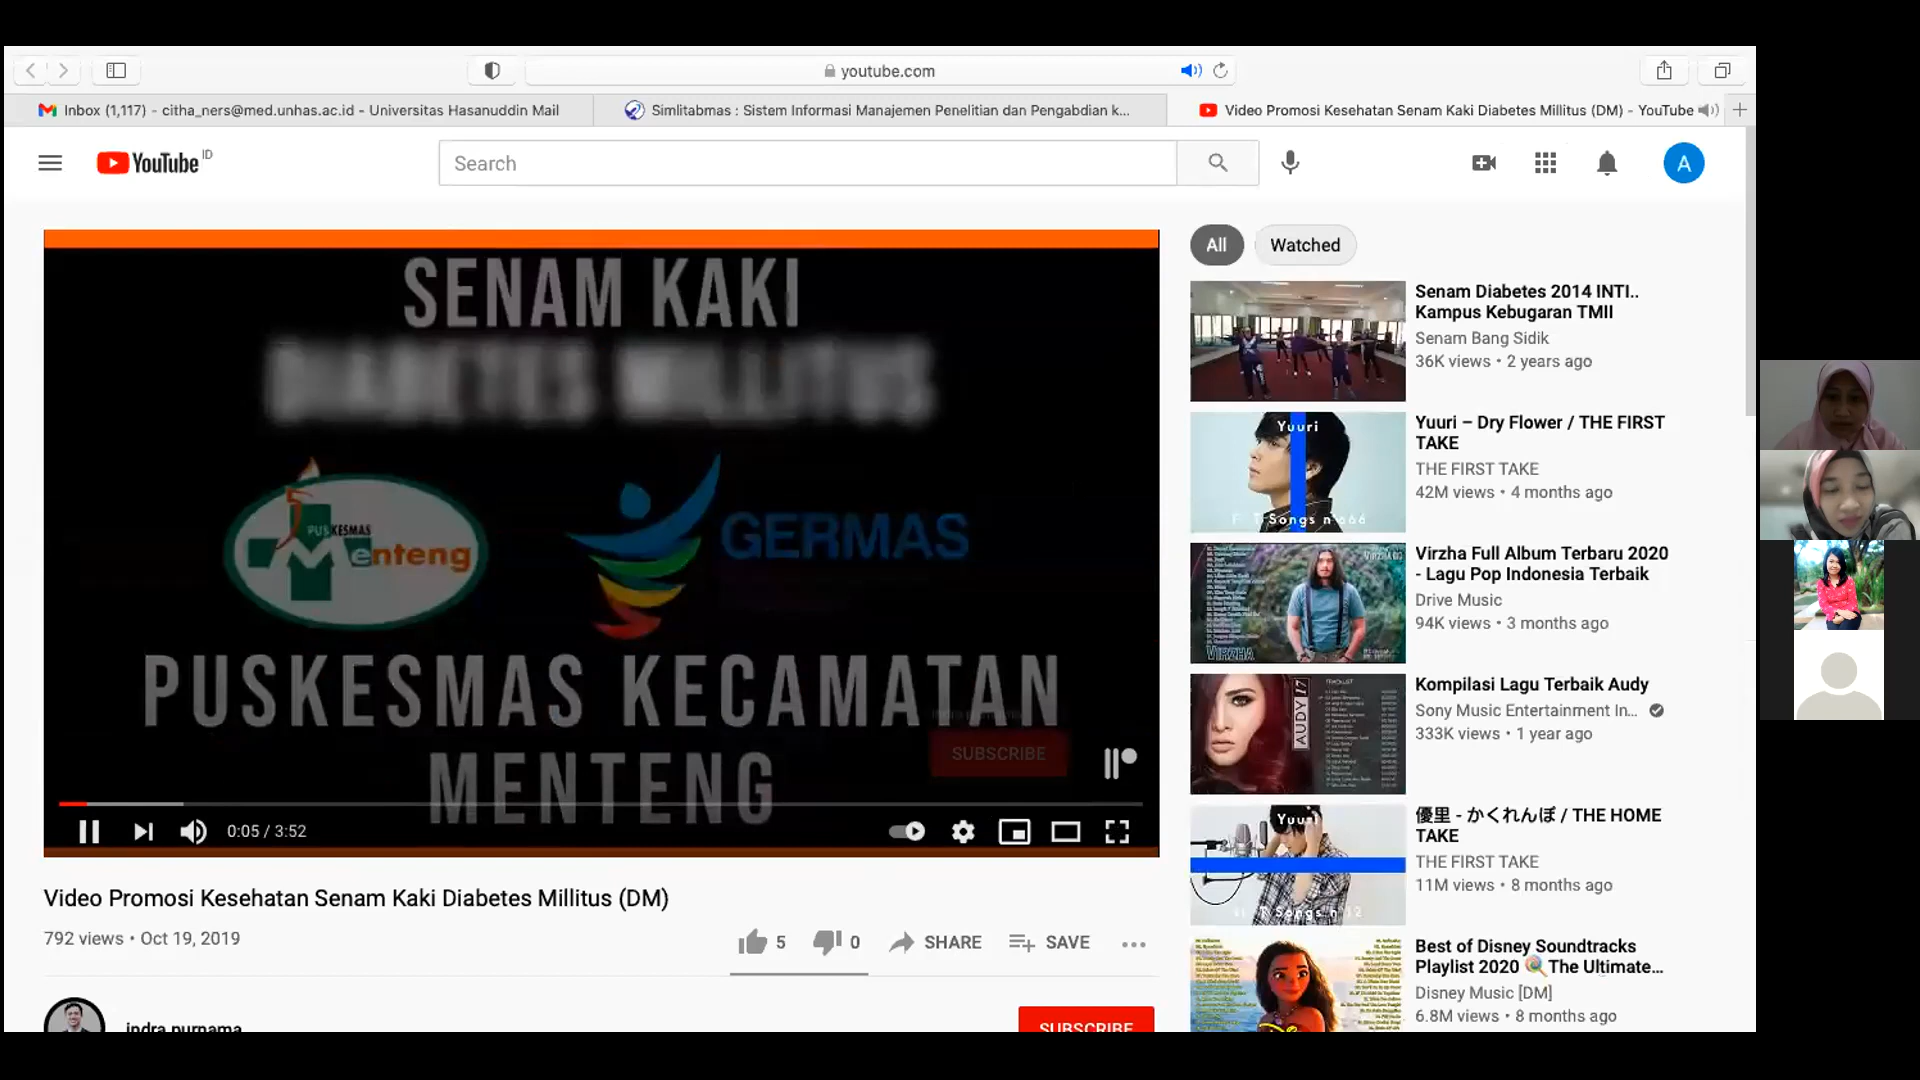 youtube.com
Inbox (1,117) - citha_ners@med.unhas.ac.id - Universitas Hasanuddin Mail
Simlitabmas : Sistem Informasi Manajemen Penelitian dan Pengabdian k...
Video Promosi Kesehatan Senam Kaki Diabetes Millitus (DM) - YouTube
YouTube ID
Search
A
SENAM KAKI
DIABETES MILLITUS
PUSKESMAS
Menteng
GERMAS
PUSKESMAS KECAMATAN
MENTENG
SUBSCRIBE
0:05 / 3:52
Video Promosi Kesehatan Senam Kaki Diabetes Millitus (DM)
792 views • Oct 19, 2019
5
0
SHARE
SAVE
indra purnama
SUBSCRIBE
All
Watched
Senam Diabetes 2014 INTI..
Kampus Kebugaran TMII
Senam Bang Sidik
36K views • 2 years ago
Yuuri
Yuuri – Dry Flower / THE FIRST
TAKE
THE FIRST TAKE
42M views • 4 months ago
Virzha Full Album Terbaru 2020
- Lagu Pop Indonesia Terbaik
Drive Music
94K views • 3 months ago
VIRZHA
AUDY 17
Kompilasi Lagu Terbaik Audy
Sony Music Entertainment In...
333K views • 1 year ago
Yuuri
優里 - かくれんぼ / THE HOME
TAKE
THE FIRST TAKE
11M views • 8 months ago
Best of Disney Soundtracks
Playlist 2020 🍭The Ultimate...
Disney Music [DM]
6.8M views • 8 months ago